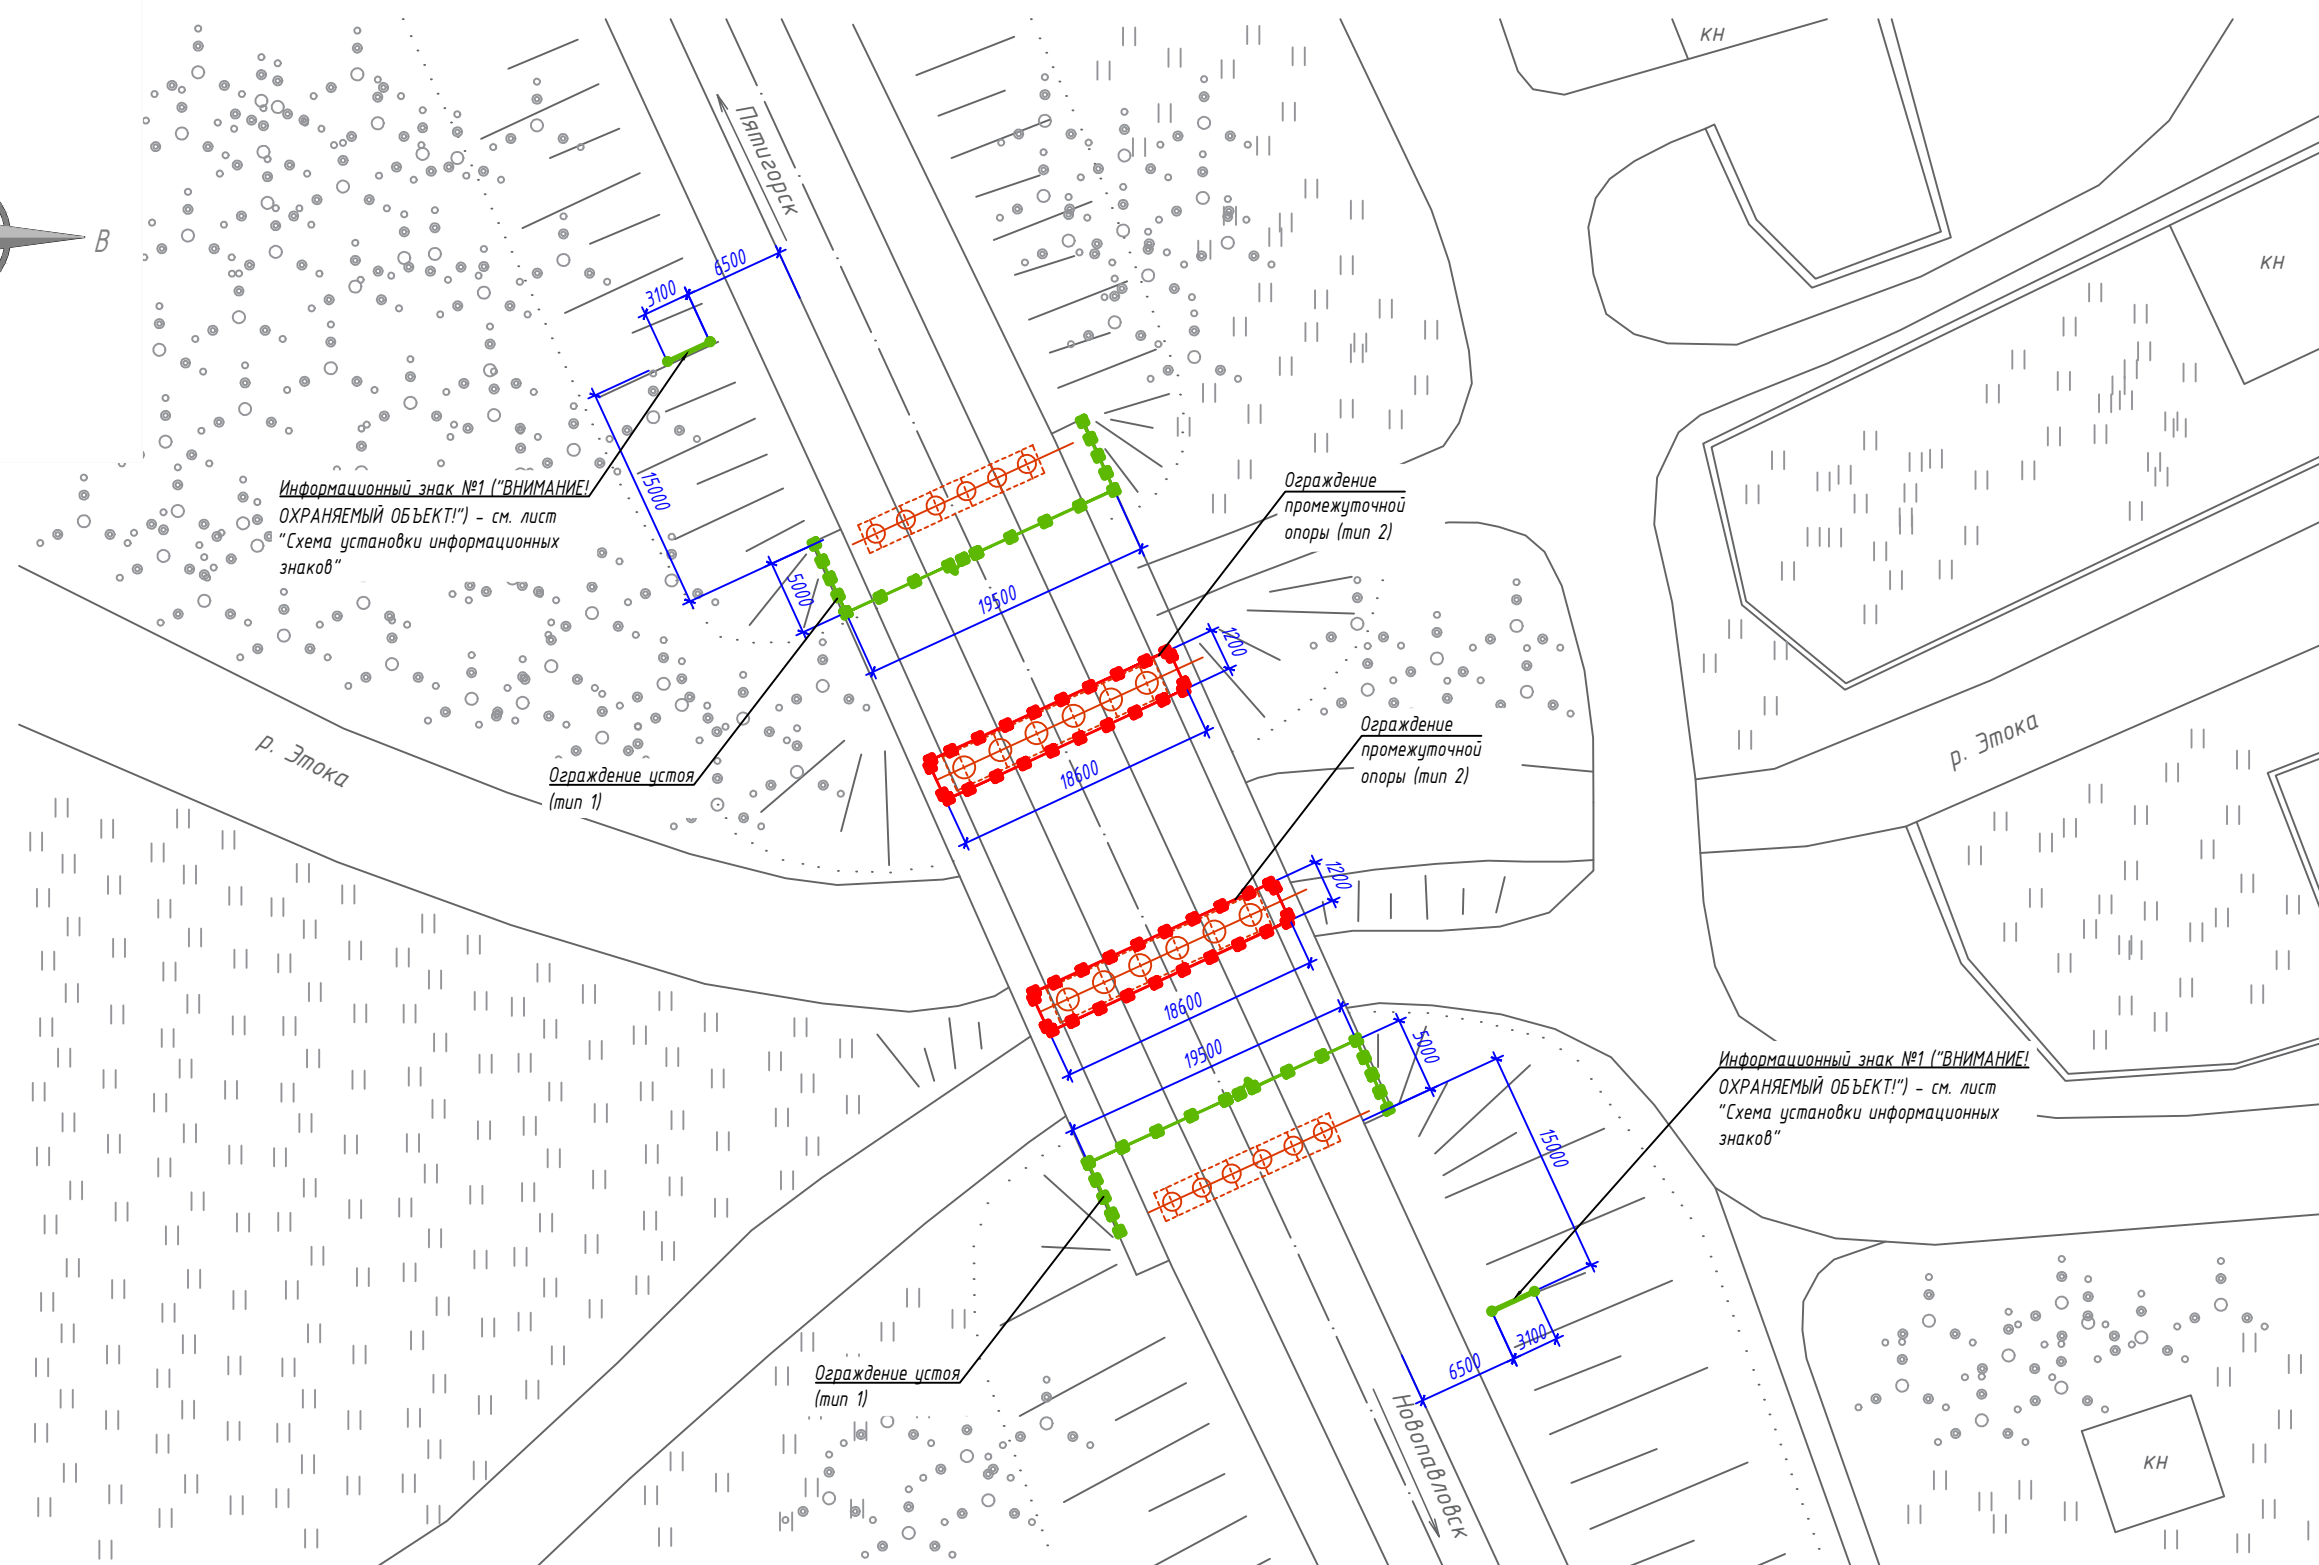 КН
Пятигорск
В
6500
3100
КН
15000
Информационный знак №1 ("ВНИМАНИЕ!
ОХРАНЯЕМЫЙ ОБЪЕКТ!") - см. лист
"Схема установки информационных
знаков"
Ограждение
промежуточной
опоры (тип 2)
5000
19500
1200
Ограждение
промежуточной
опоры (тип 2)
р. Этока
р. Этока
Ограждение устоя
(тип 1)
18600
1200
18600
19500
5000
Информационный знак №1 ("ВНИМАНИЕ!
ОХРАНЯЕМЫЙ ОБЪЕКТ!") - см. лист
"Схема установки информационных
знаков"
15000
3100
6500
Ограждение устоя
(тип 1)
Новопавловск
КН